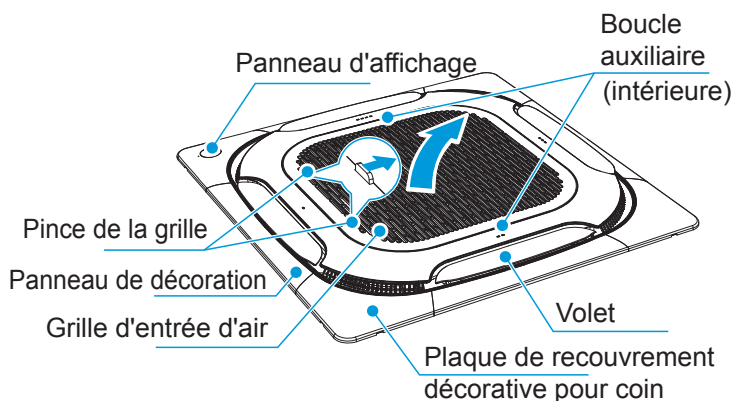 Boucle
auxiliaire
(intérieure)
Panneau d'affichage
Pince de la grille
Panneau de décoration
Grille d'entrée d'air
Volet
Plaque de recouvrement
décorative pour coin